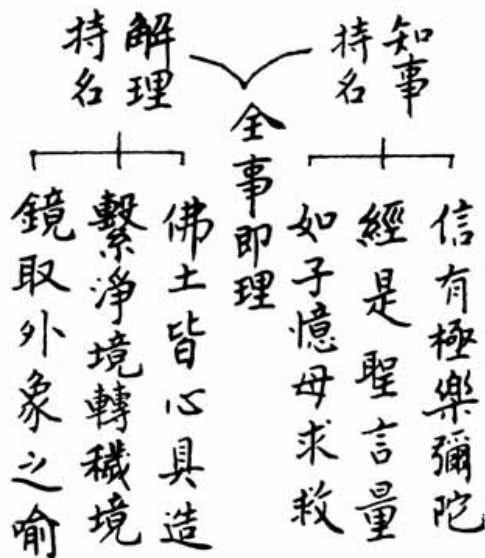 知事
持名
信有極樂彌陀
經是聖言量
如子憶母求救
全事即理
解理
持名
佛土皆心具造
繫淨境轉穢境
鏡取外象之喻